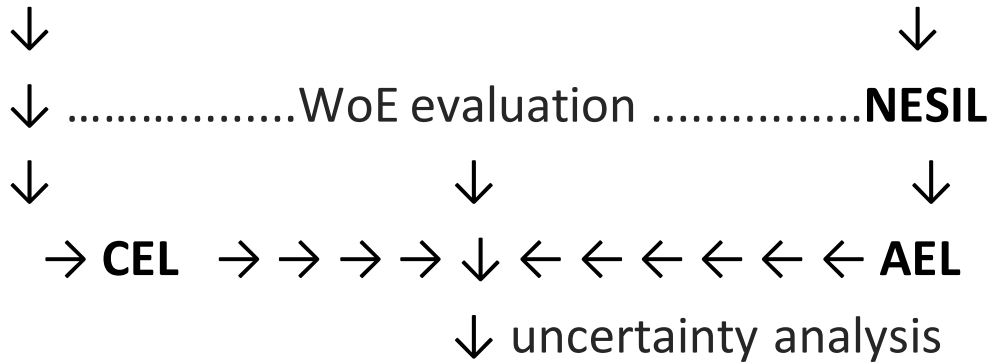 ↓ ↓
↓ ...................WoE evaluation ................NESIL
↓ ↓ ↓
→ CEL → → → → ↓ ← ← ← ← ← ← AEL
↓ uncertainty analysis